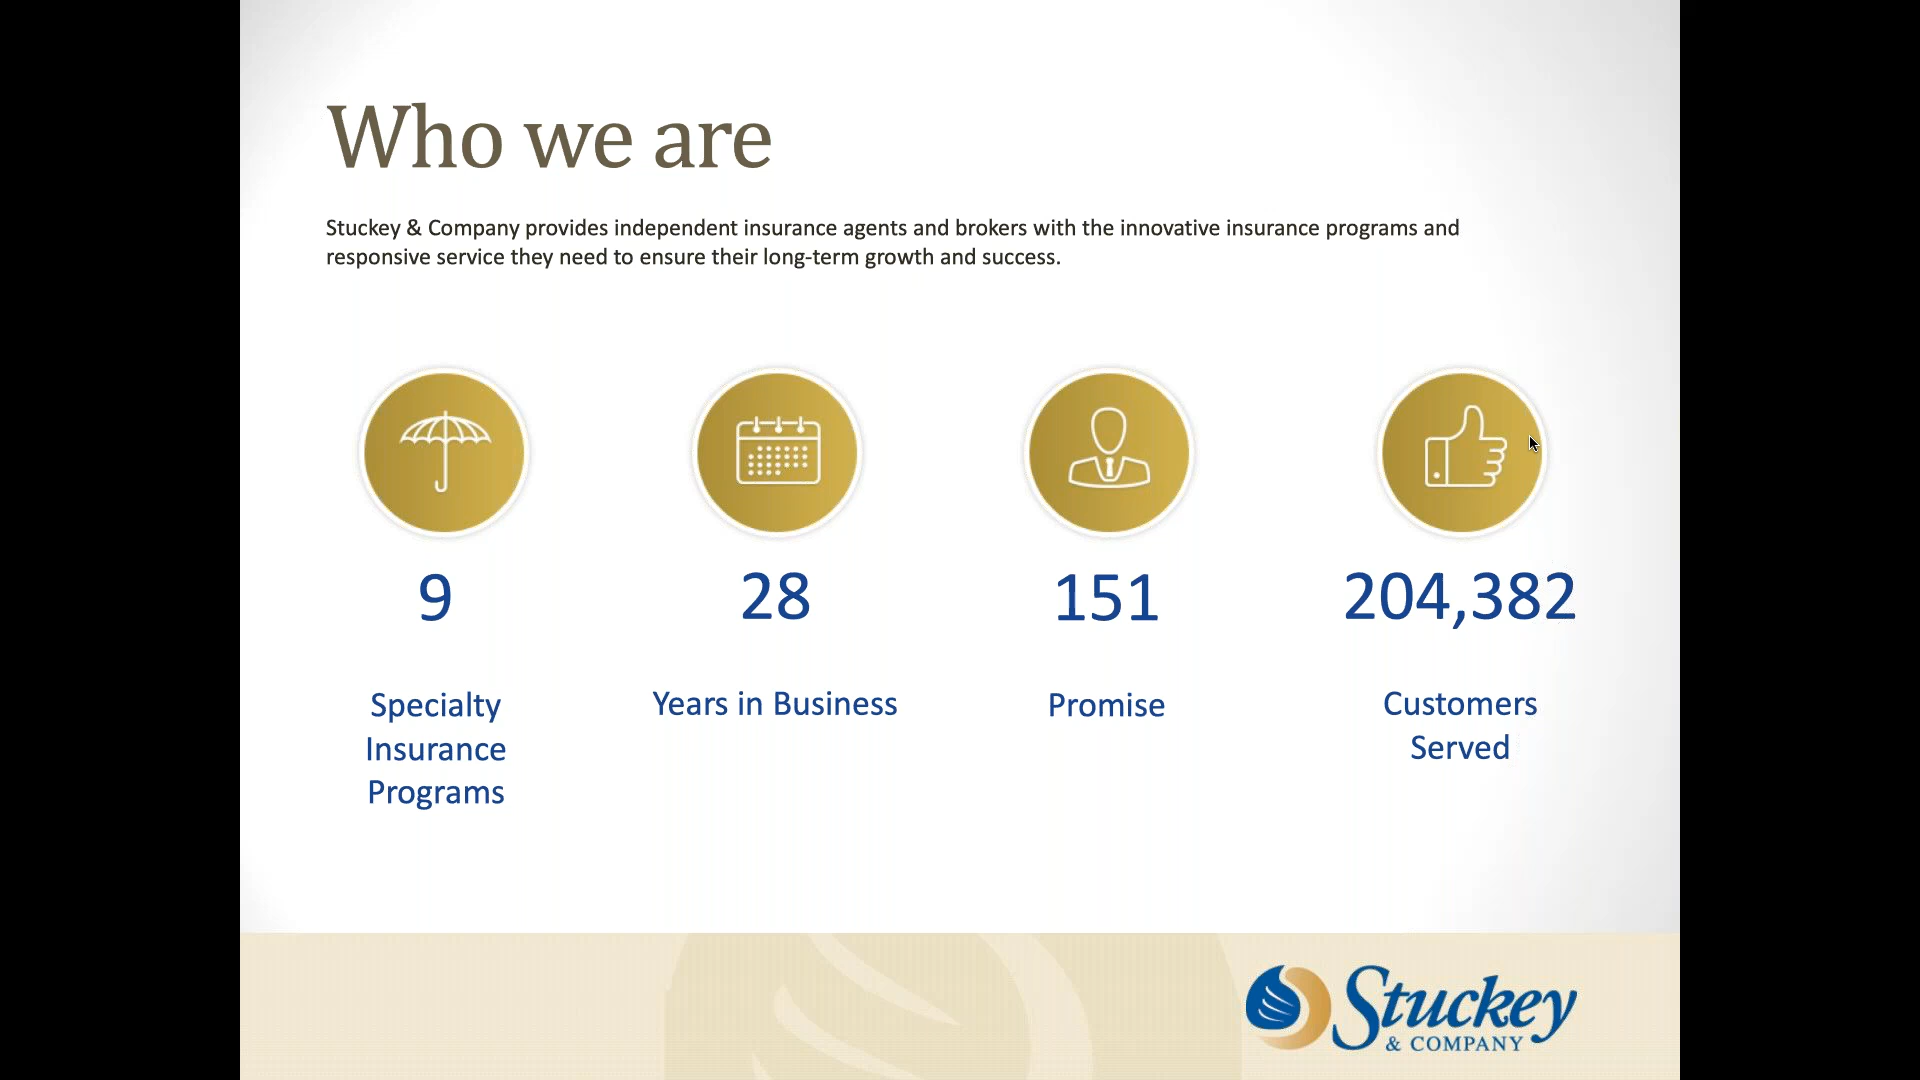 Who we are
Stuckey & Company provides independent insurance agents and brokers with the innovative insurance programs and
responsive service they need to ensure their long-term growth and success.
9
Specialty
Insurance
Programs
28
Years in Business
151
Promise
204,382
Customers
Served
Stuckey
& COMPANY